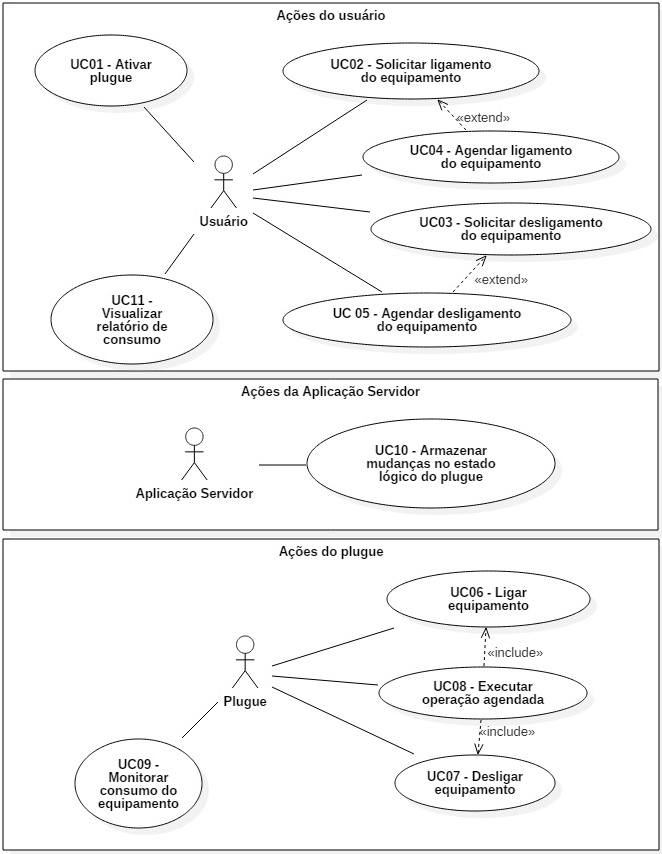 Ações do usuário
UC01 - Ativar
plugue
UC02 - Solicitar ligamento
do equipamento
«extend»
UC04 - Agendar ligamento
do equipamento
Usuário
UC03 - Solicitar desligamento
do equipamento
«extend»
UC11 -
Visualizar
relatório de
consumo
UC 05 - Agendar desligamento
do equipamento
Ações da Aplicação Servidor
Aplicação Servidor
UC10 - Armazenar
mudanças no estado
lógico do plugue
Ações do plugue
UC06 - Ligar
equipamento
«include»
Plugue
UC08 - Executar
operação agendada
«include»
UC09 -
Monitorar
consumo do
equipamento
UC07 - Desligar
equipamento